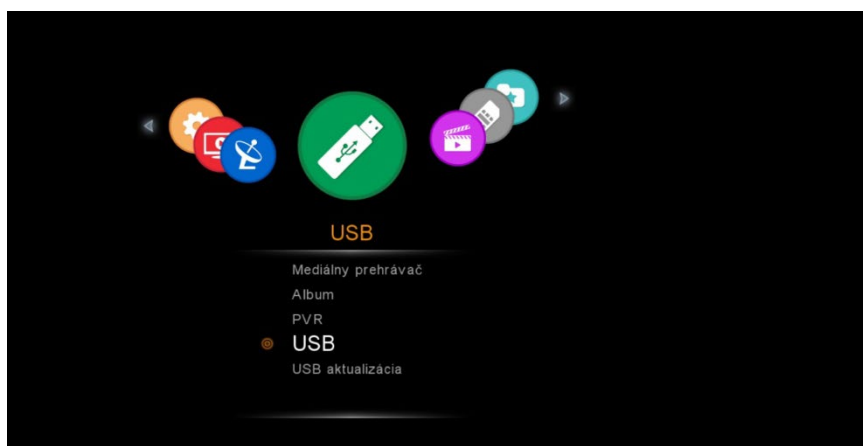 USB
Mediálny prehrávač
Album
PVR
USB
USB aktualizácia